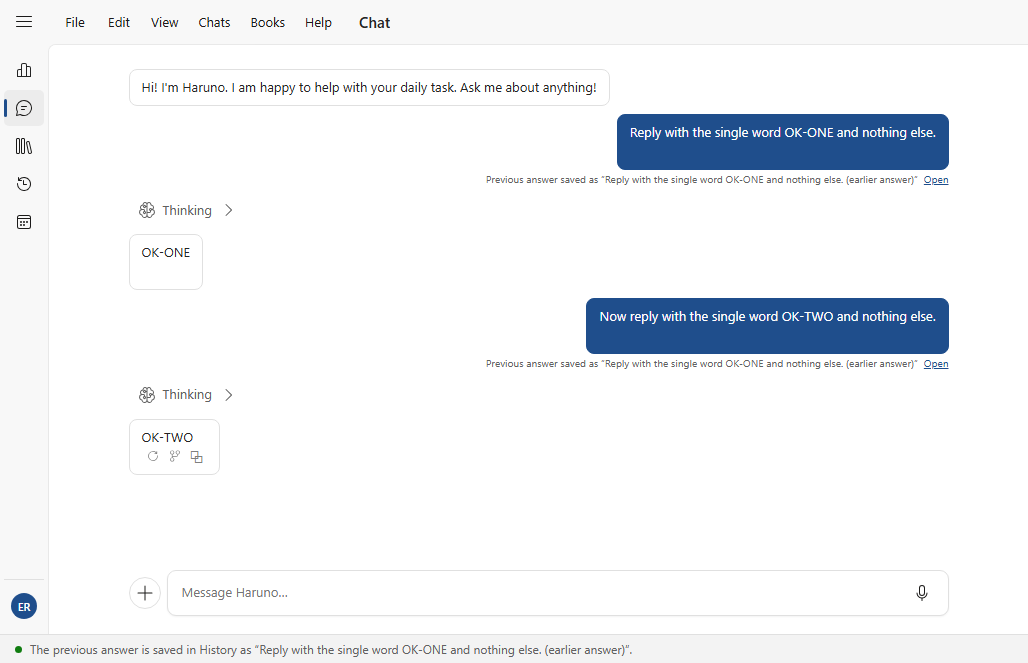 File Edit View Chats Books Help Chat
Hi! I'm Haruno. I am happy to help with your daily task. Ask me about anything!
Reply with the single word OK-ONE and nothing else.
Previous answer saved as “Reply with the single word OK-ONE and nothing else. (earlier answer)” Open
Thinking
OK-ONE
Now reply with the single word OK-TWO and nothing else.
Previous answer saved as “Reply with the single word OK-ONE and nothing else. (earlier answer)” Open
Thinking
OK-TWO
Message Haruno...
ER
The previous answer is saved in History as “Reply with the single word OK-ONE and nothing else. (earlier answer)”.